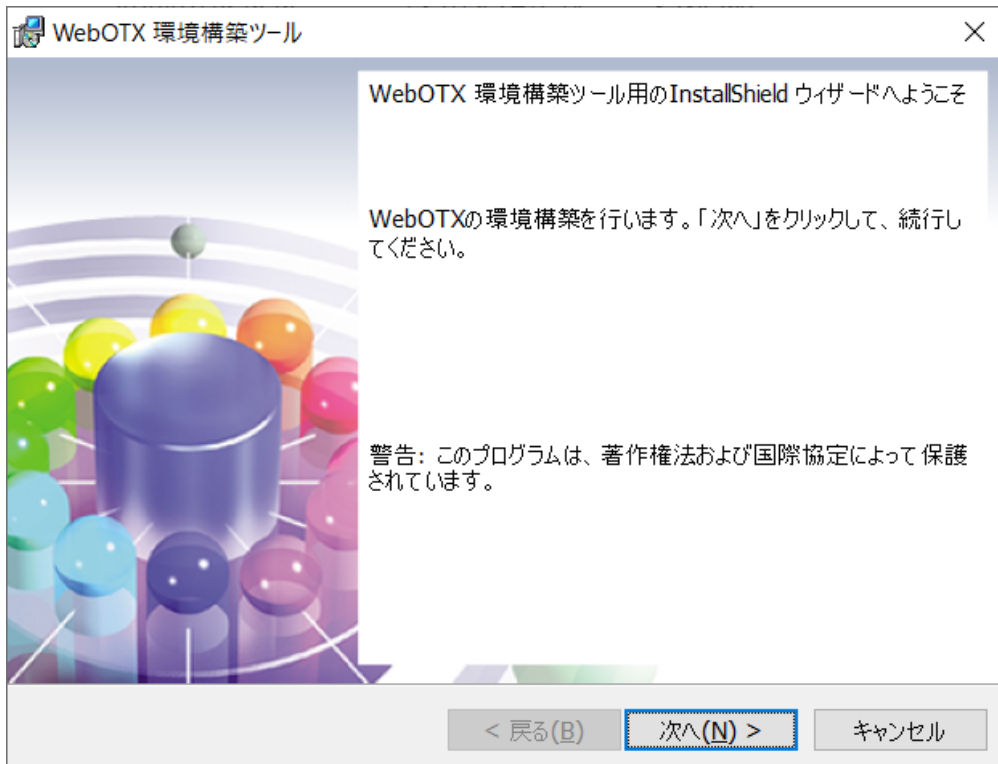 WebOTX 環境構築ツール
WebOTX 環境構築ツール用のInstallShield ウィザードへようこそ
WebOTXの環境構築を行います。「次へ」をクリックして、続行し
てください。
警告: このプログラムは、著作権法および国際協定によって保護
されています。
< 戻る(B)
次へ(N) >
キャンセル